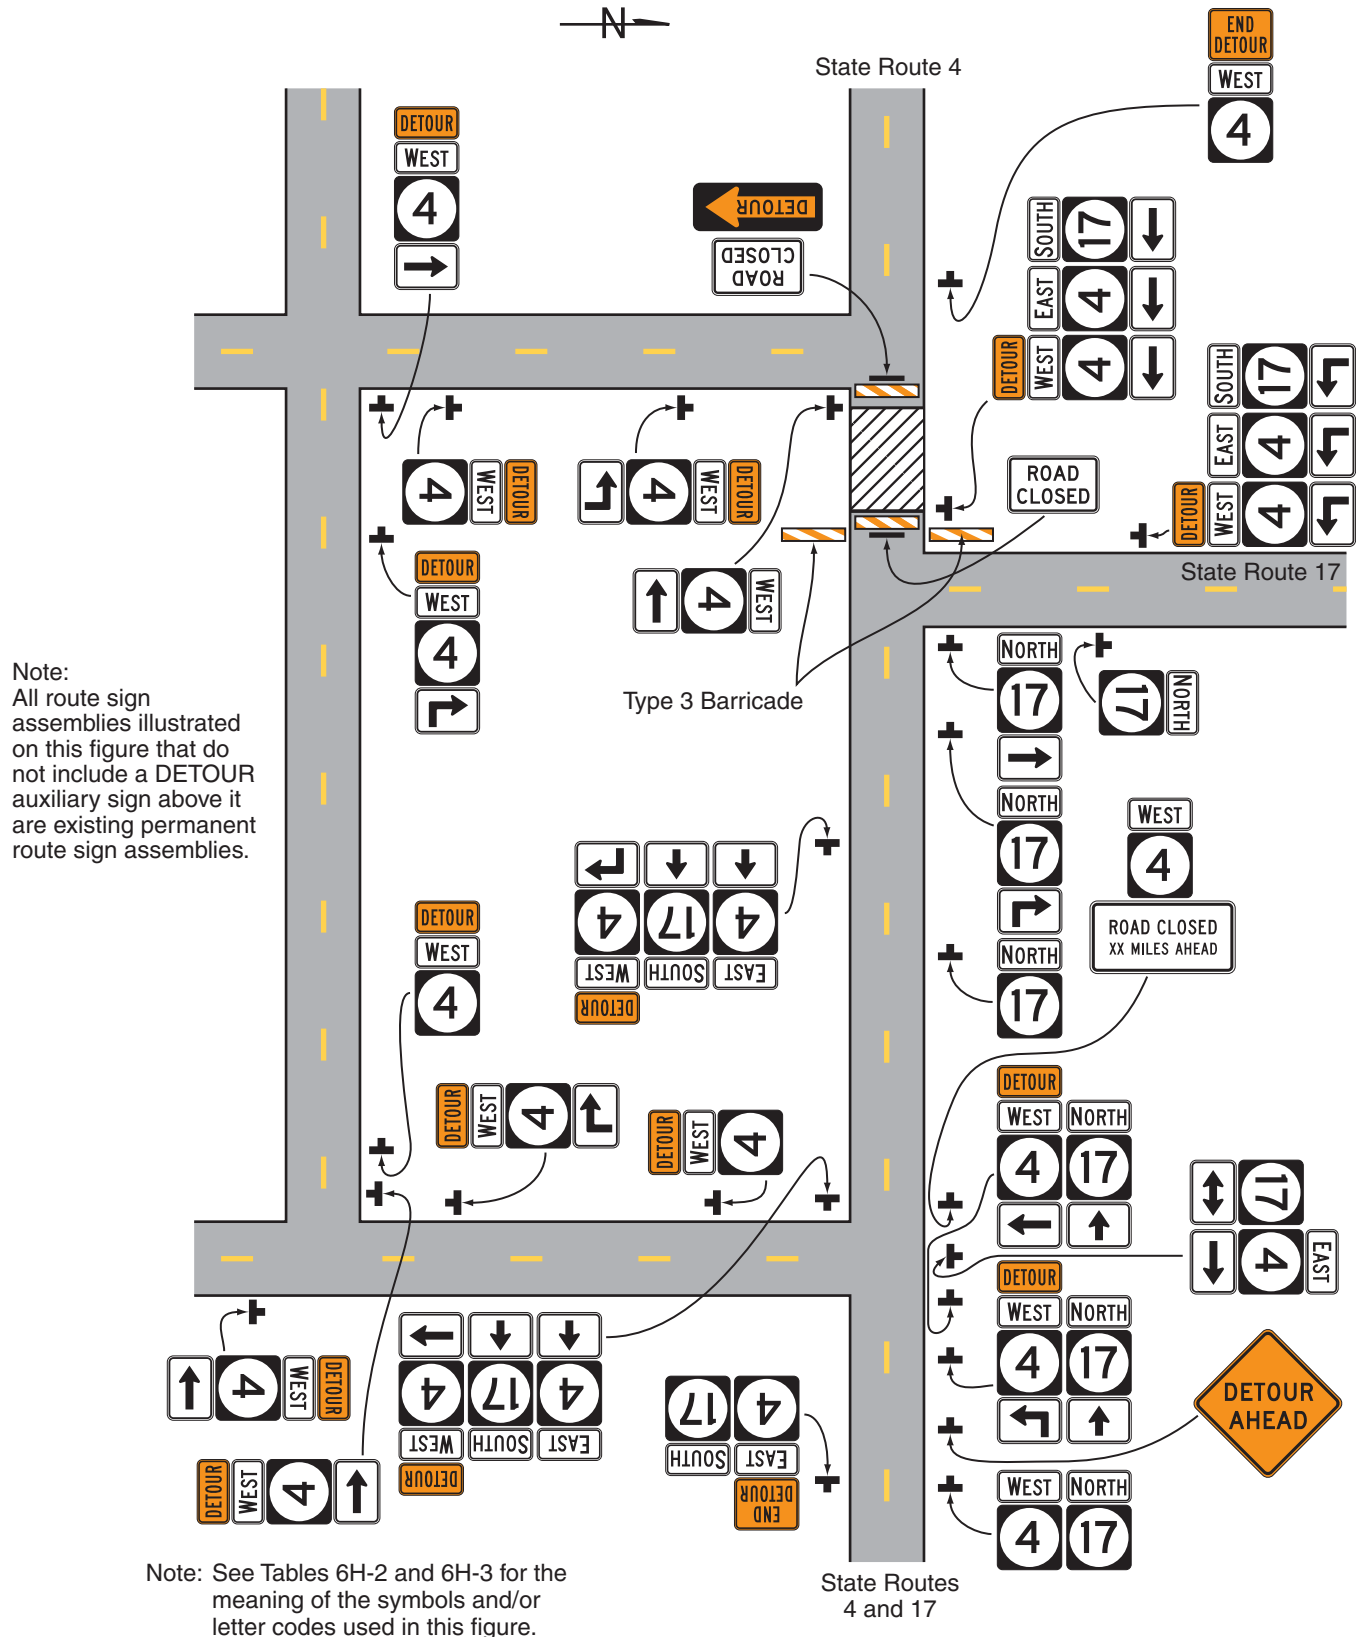 N
State Route 4
END
DETOUR
WEST
4
DETOUR
WEST
4
DETOUR
ROAD
CLOSED
SOUTH
17
EAST
4
DETOUR
WEST
4
SOUTH
17
EAST
4
DETOUR
WEST
4
ROAD
CLOSED
State Route 17
4
WEST
DETOUR
4
WEST
DETOUR
4
WEST
DETOUR
WEST
4
Type 3 Barricade
NORTH
17
17
NORTH
NORTH
17
NORTH
17
Note:
All route sign
assemblies illustrated
on this figure that do
not include a DETOUR
auxiliary sign above it
are existing permanent
route sign assemblies.
WEST
4
ROAD CLOSED
XX MILES AHEAD
DETOUR
WEST
4
DETOUR
WEST
4
SOUTH
17
EAST
4
DETOUR
WEST
4
DETOUR
WEST
4
DETOUR
WEST NORTH
4 17
17
4
EAST
DETOUR
WEST NORTH
4 17
DETOUR
AHEAD
WEST NORTH
4 17
4
WEST
DETOUR
DETOUR
WEST
4
DETOUR
WEST
4
SOUTH
17
EAST
4
SOUTH
17
END
DETOUR
EAST
4
Note: See Tables 6H-2 and 6H-3 for the
meaning of the symbols and/or
letter codes used in this figure.
State Routes
4 and 17